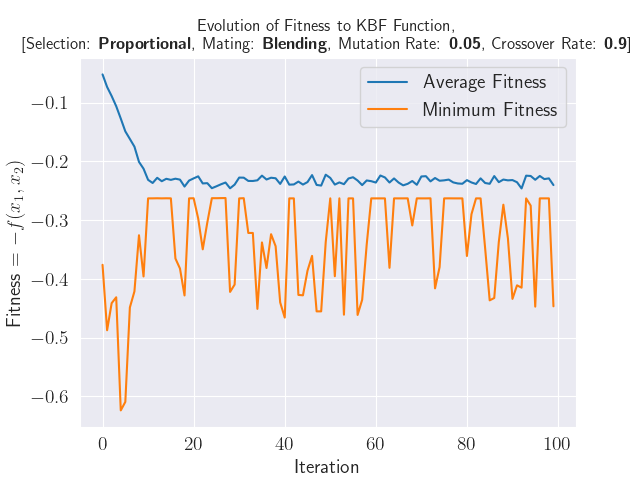 Evolution of Fitness to KBF Function,
[Selection: Proportional, Mating: Blending, Mutation Rate: 0.05, Crossover Rate: 0.9]
Average Fitness
Minimum Fitness
Fitness = −f(x₁, x₂)
−0.1
−0.2
−0.3
−0.4
−0.5
−0.6
0 20 40 60 80 100
Iteration